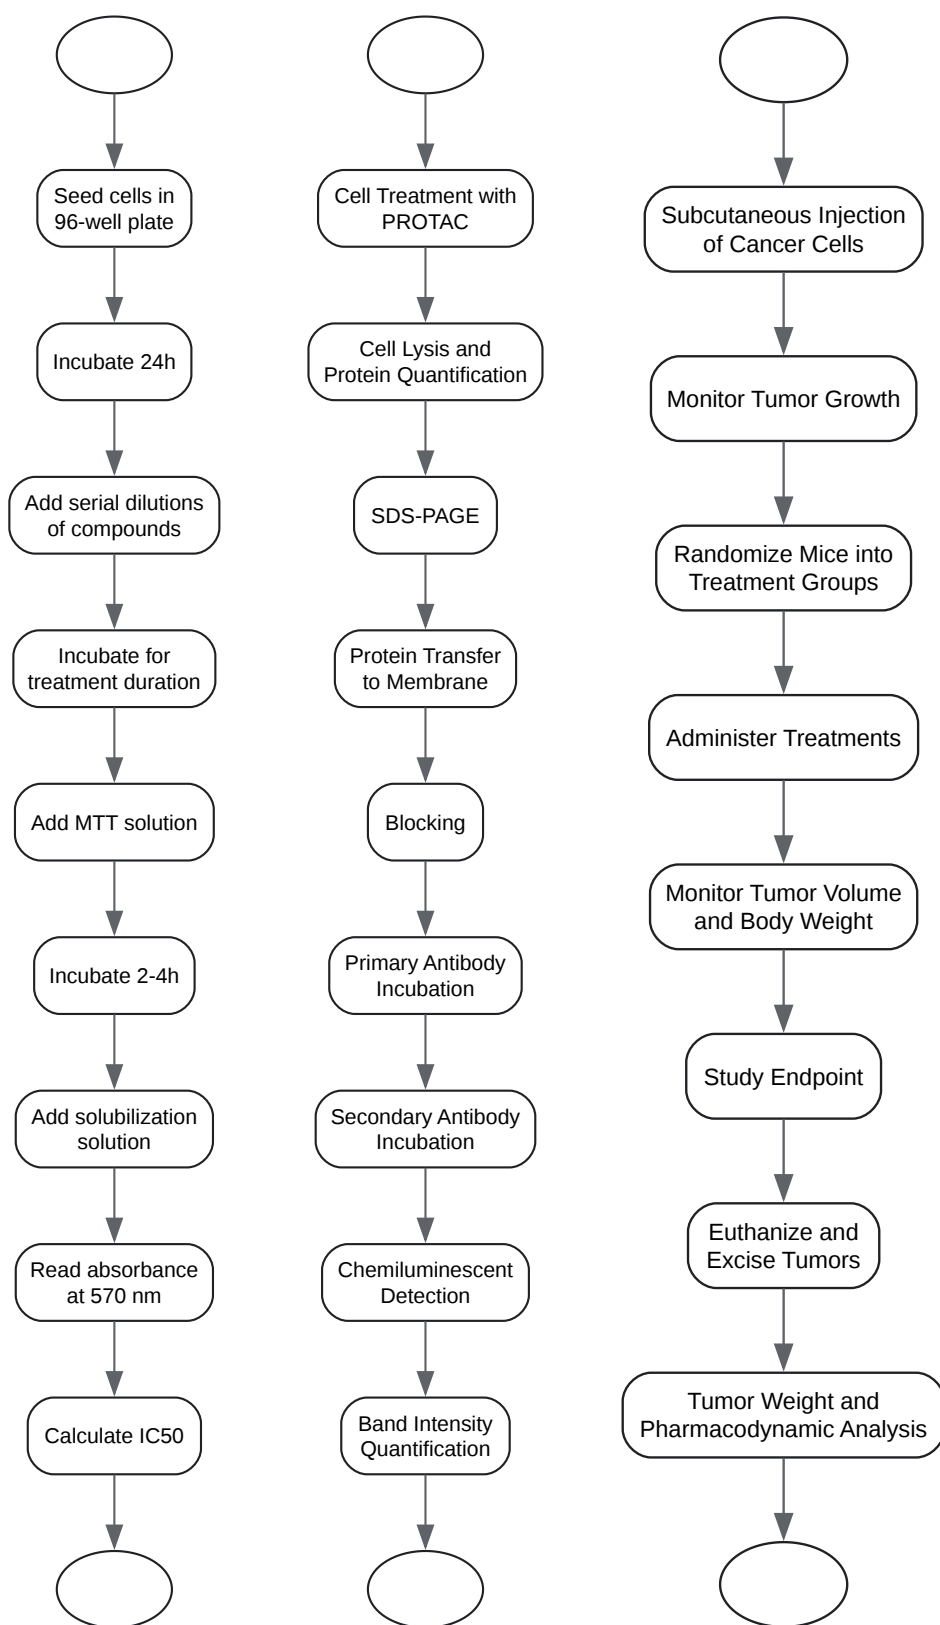 Seed cells in
96-well plate
Incubate 24h
Add serial dilutions
of compounds
Incubate for
treatment duration
Add MTT solution
Incubate 2-4h
Add solubilization
solution
Read absorbance
at 570 nm
Calculate IC50
Cell Treatment with
PROTAC
Cell Lysis and
Protein Quantification
SDS-PAGE
Protein Transfer
to Membrane
Blocking
Primary Antibody
Incubation
Secondary Antibody
Incubation
Chemiluminescent
Detection
Band Intensity
Quantification
Subcutaneous Injection
of Cancer Cells
Monitor Tumor Growth
Randomize Mice into
Treatment Groups
Administer Treatments
Monitor Tumor Volume
and Body Weight
Study Endpoint
Euthanize and
Excise Tumors
Tumor Weight and
Pharmacodynamic Analysis